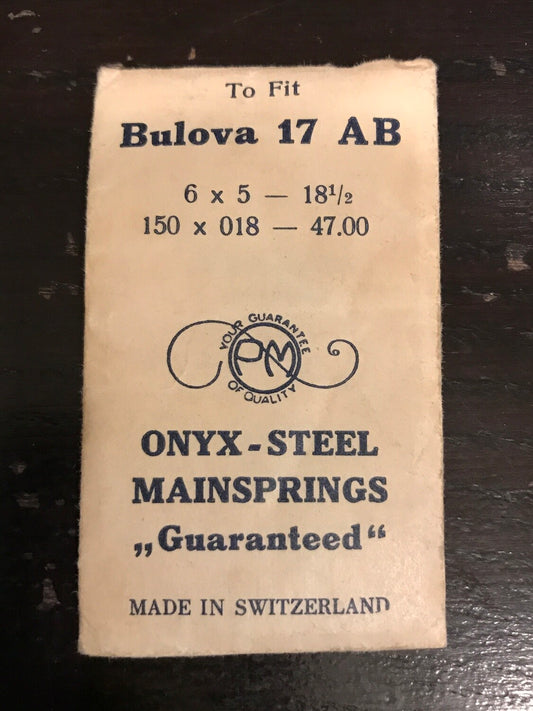 To Fit
Bulova 17 AB
6 x 5 — 18½
150 x 018 — 47.00
YOUR GUARANTEE
PM
OF QUALITY
ONYX-STEEL
MAINSPRINGS
„Guaranteed“
MADE IN SWITZERLAND